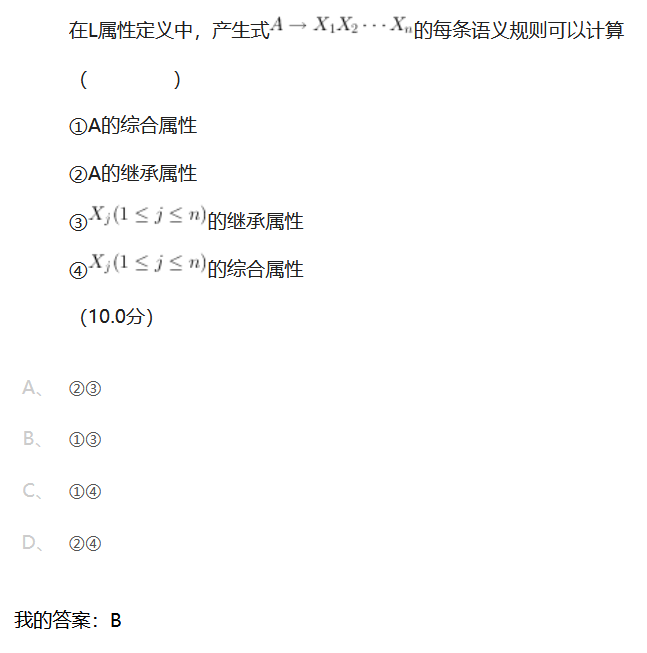 在L属性定义中，产生式A → X₁X₂ ⋯ Xₙ的每条语义规则可以计算
（　　　　）
①A的综合属性
②A的继承属性
③Xⱼ(1 ≤ j ≤ n)的继承属性
④Xⱼ(1 ≤ j ≤ n)的综合属性
（10.0分）
A、 ②③
B、 ①③
C、 ①④
D、 ②④
我的答案：B